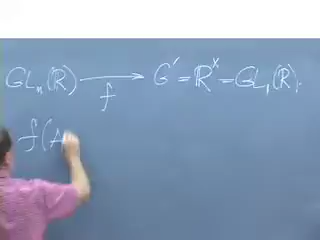 GLₙ(ℝ) ⟶ G′ = ℝˣ = GL₁(ℝ).
f
f(A